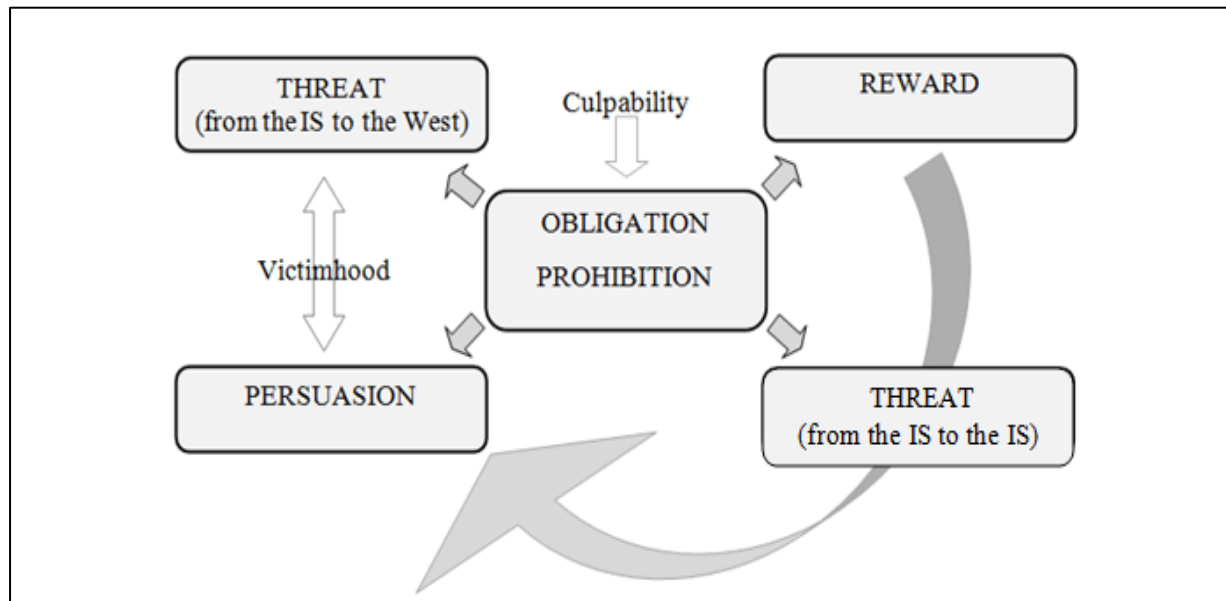 THREAT
(from the IS to the West)
Culpability
REWARD
OBLIGATION
PROHIBITION
Victimhood
PERSUASION
THREAT
(from the IS to the IS)